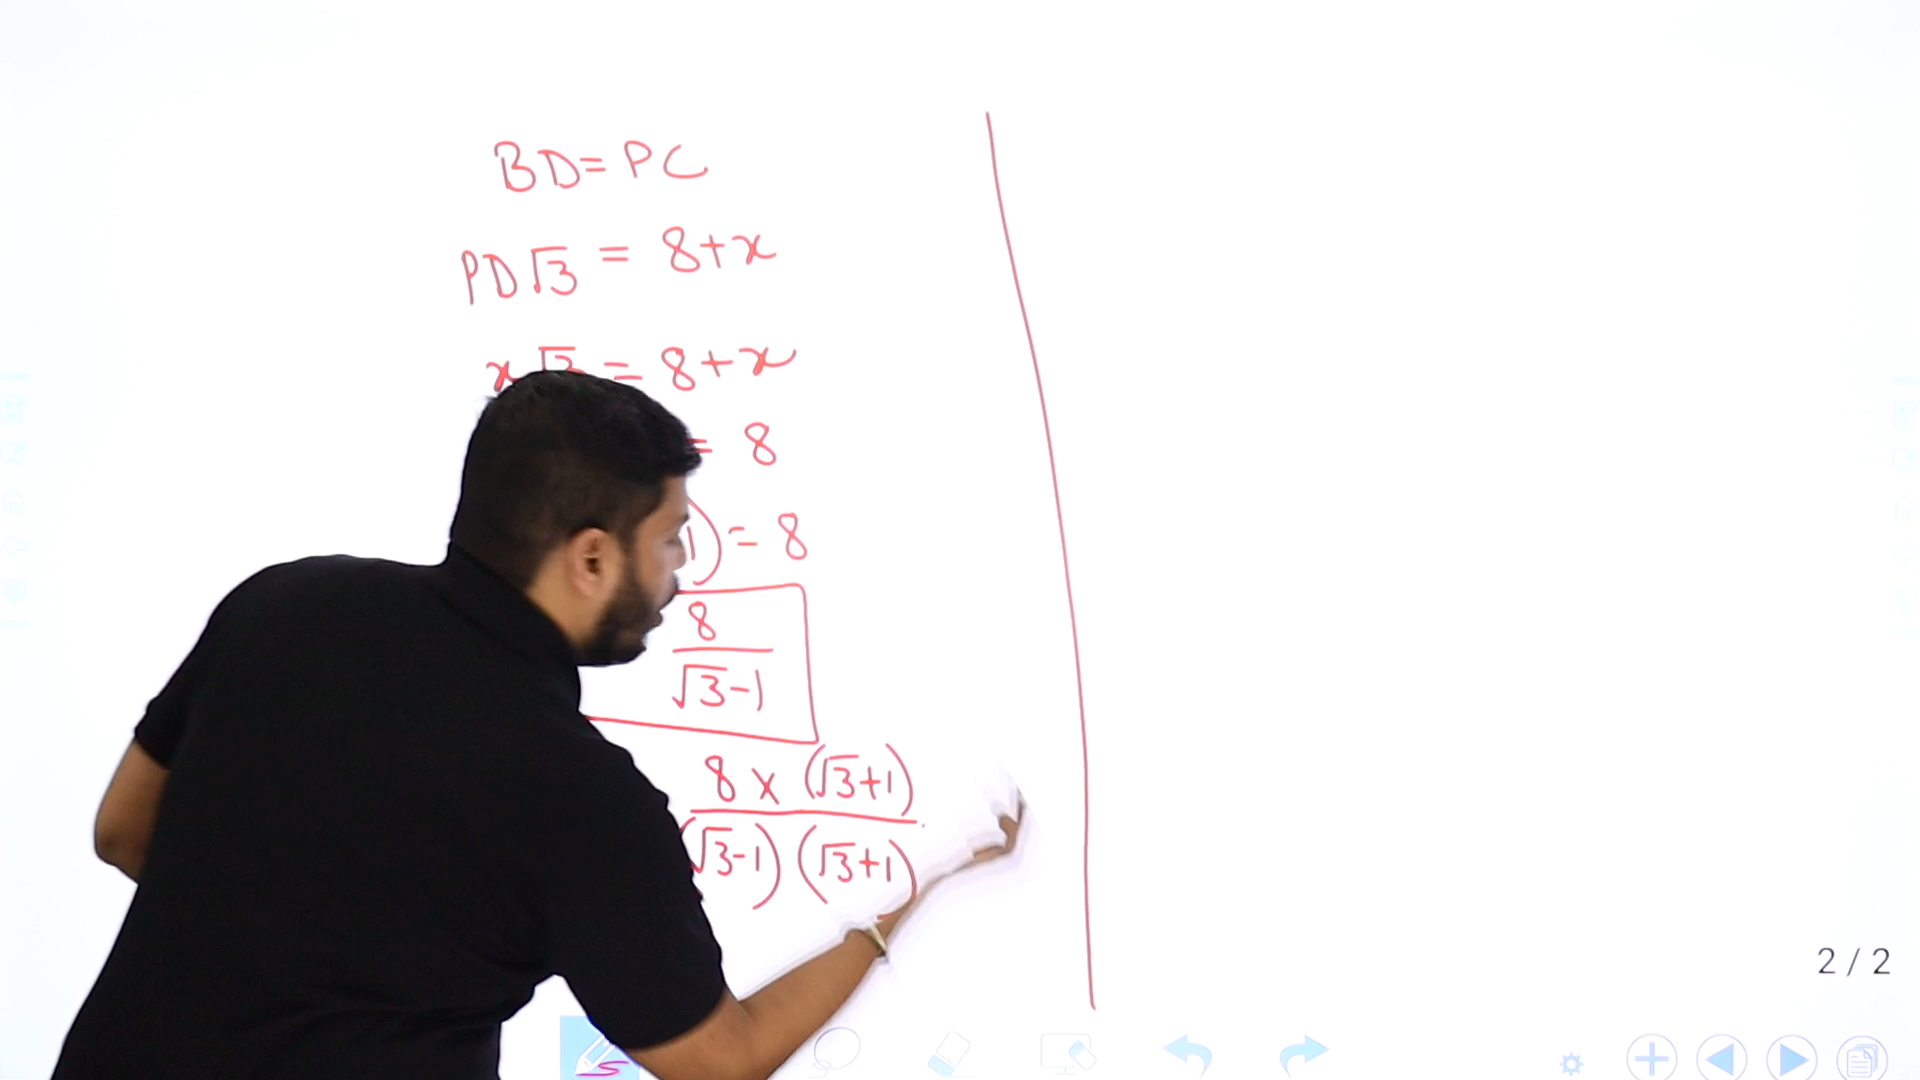 BD = PC
PD√3 = 8+x
x√3 = 8+x
= 8
1) = 8
8
√3-1
8 x (√3+1)
(√3-1) (√3+1)
2 / 2